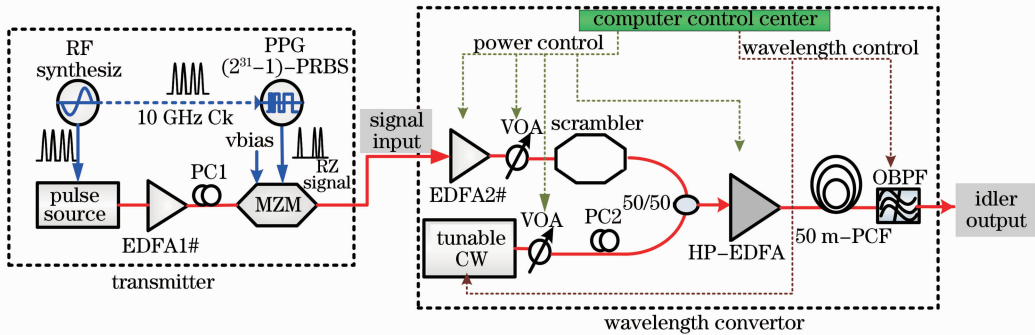 computer control center
RF
synthesiz
PPG
(2³¹−1)−PRBS
power control
wavelength control
10 GHz Ck
vbias
signal
input
VOA
scrambler
PC1
RZ
signal
OBPF
pulse
source
MZM
EDFA2#
50/50
idler
output
EDFA1#
VOA
PC2
tunable
CW
HP−EDFA
50 m−PCF
transmitter
wavelength convertor